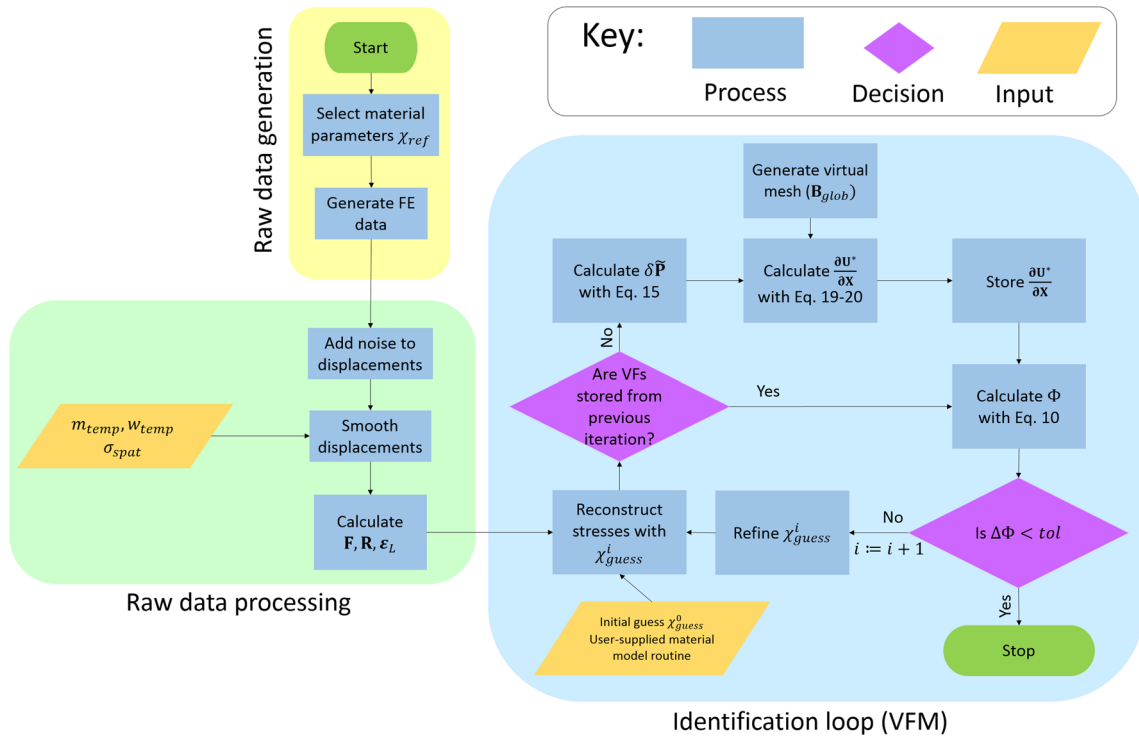 Key:
Process
Decision
Input
Raw data generation
Start
Select material
parameters χ_ref
Generate FE
data
Add noise to
displacements
m_temp, w_temp
σ_spat
Smooth
displacements
Calculate
F, R, ε_L
Raw data processing
Generate virtual
mesh (B_glob)
Calculate δP̃
with Eq. 15
Calculate ∂U*/∂X
with Eq. 19-20
Store ∂U*/∂X
No
Are VFs
stored from
previous
iteration?
Yes
Calculate Φ
with Eq. 10
Reconstruct
stresses with
χ^i_guess
Refine χ^i_guess
No
i := i + 1
Is ΔΦ < tol
Yes
Initial guess χ^0_guess
User-supplied material
model routine
Stop
Identification loop (VFM)